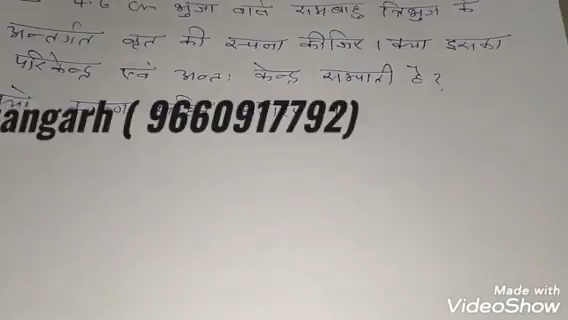 4.6 cm भुजा वाले समबाहु त्रिभुज के
अन्तर्गत वृत की रचना कीजिए । क्या इसका
परिकेन्द्र एवं अन्तः केन्द्र सम्पाती है ?
angarh ( 9660917792)
Made with
VideoShow